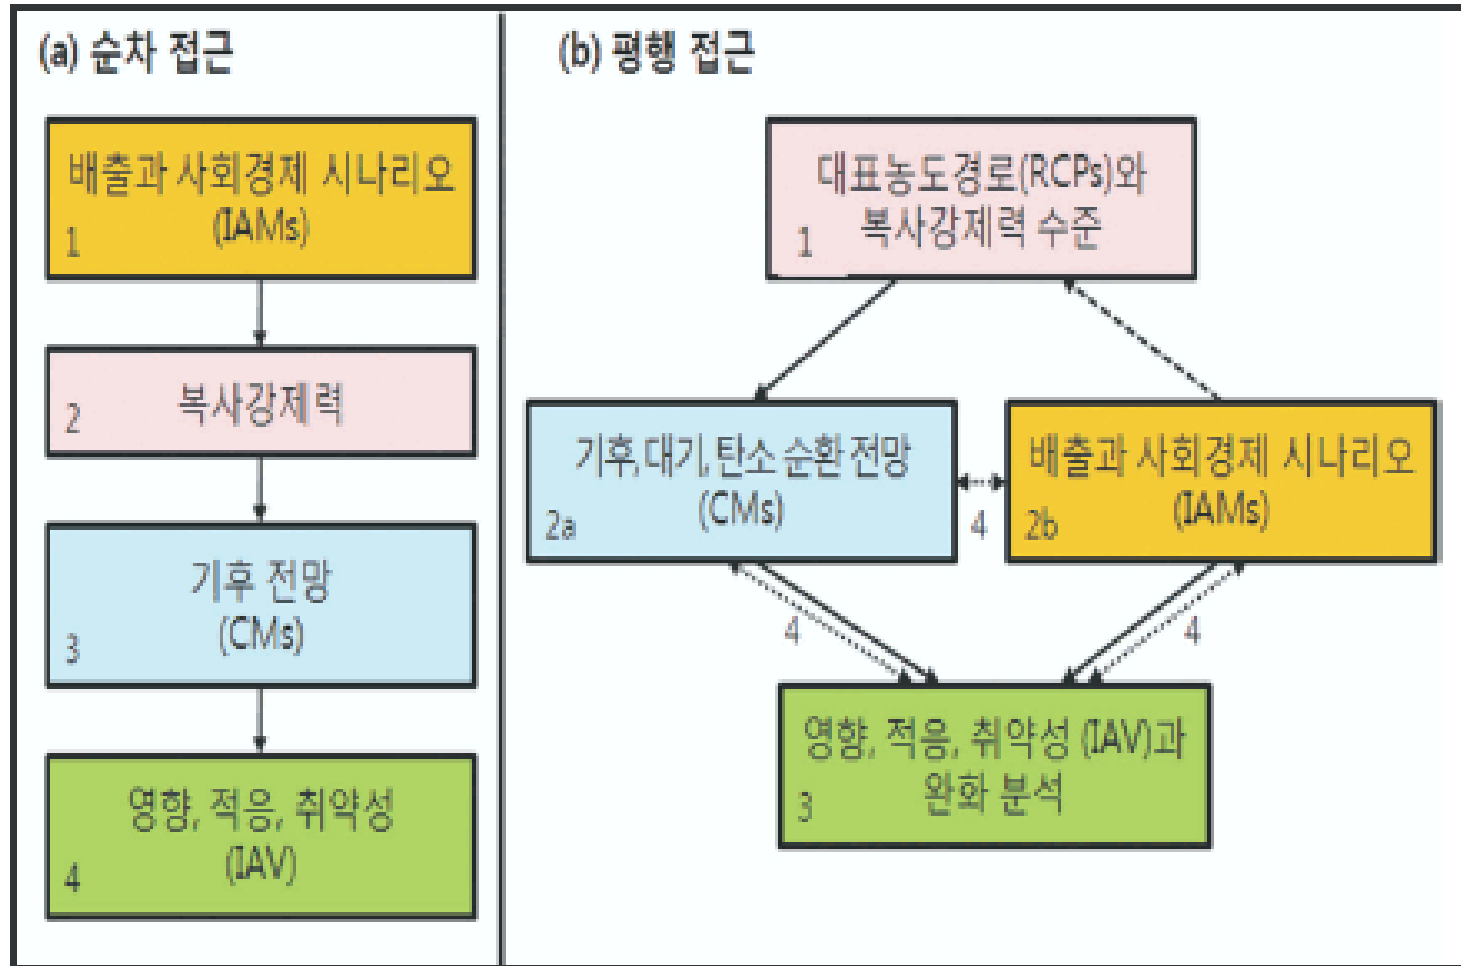 (a) 순차 접근
배출과 사회경제 시나리오
(IAMs)
1
복사강제력
2
기후 전망
(CMs)
3
영향, 적응, 취약성
(IAV)
4
(b) 평행 접근
대표농도경로(RCPs)와
복사강제력 수준
1
기후, 대기, 탄소 순환 전망
(CMs)
2a
4
배출과 사회경제 시나리오
(IAMs)
2b
4
4
영향, 적응, 취약성 (IAV)과
완화 분석
3